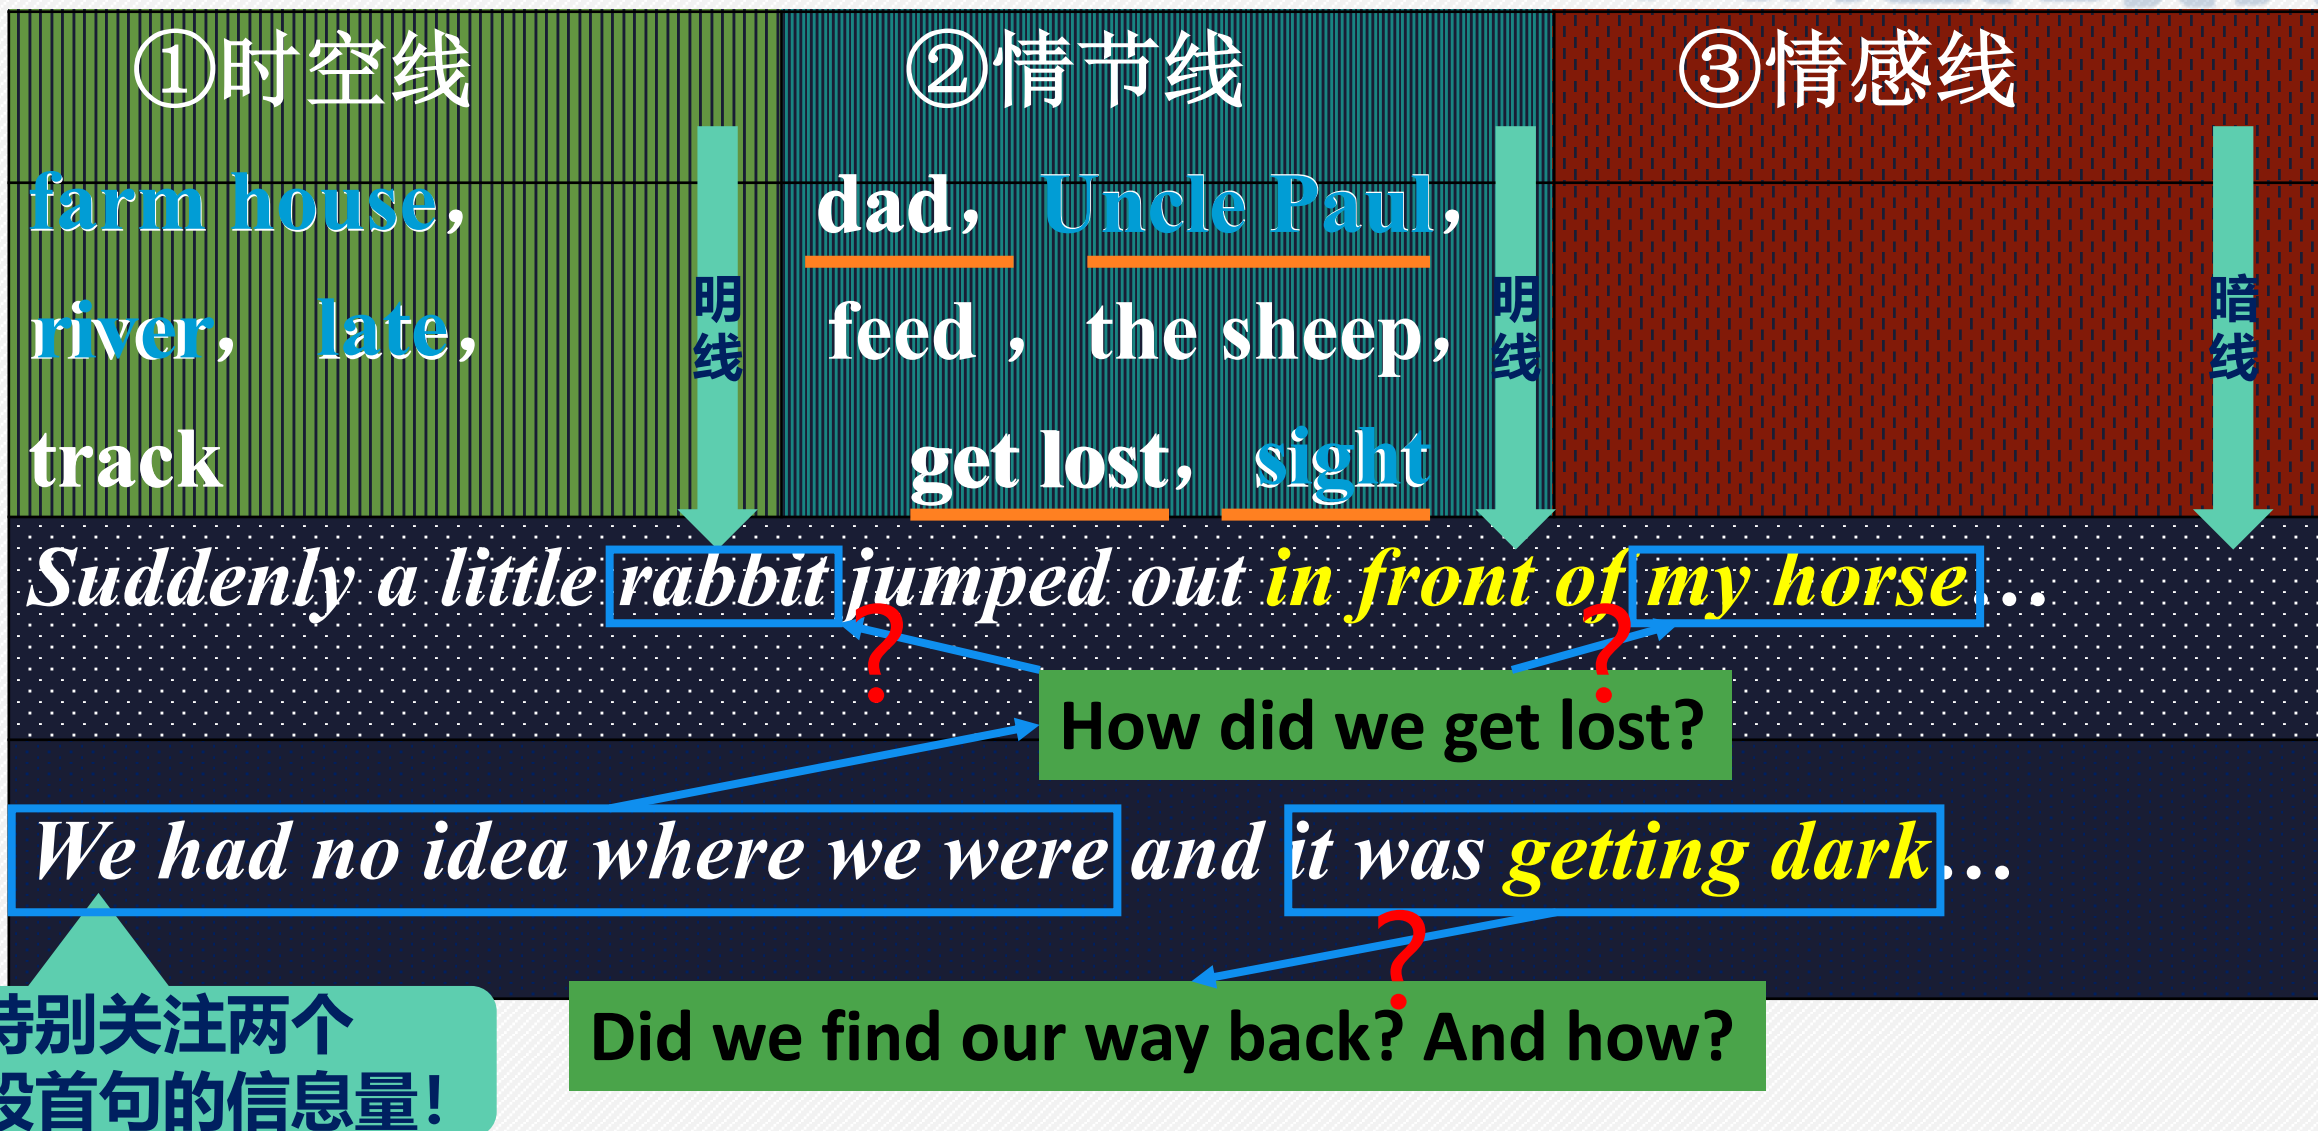 ①时空线
②情节线
③情感线
farm house,
river, late,
track
明线
dad, Uncle Paul,
feed , the sheep,
get lost, sight
明线
暗线
Suddenly a little rabbit jumped out in front of my horse…
?
?
How did we get lost?
We had no idea where we were and it was getting dark…
?
Did we find our way back? And how?
特别关注两个
段首句的信息量!